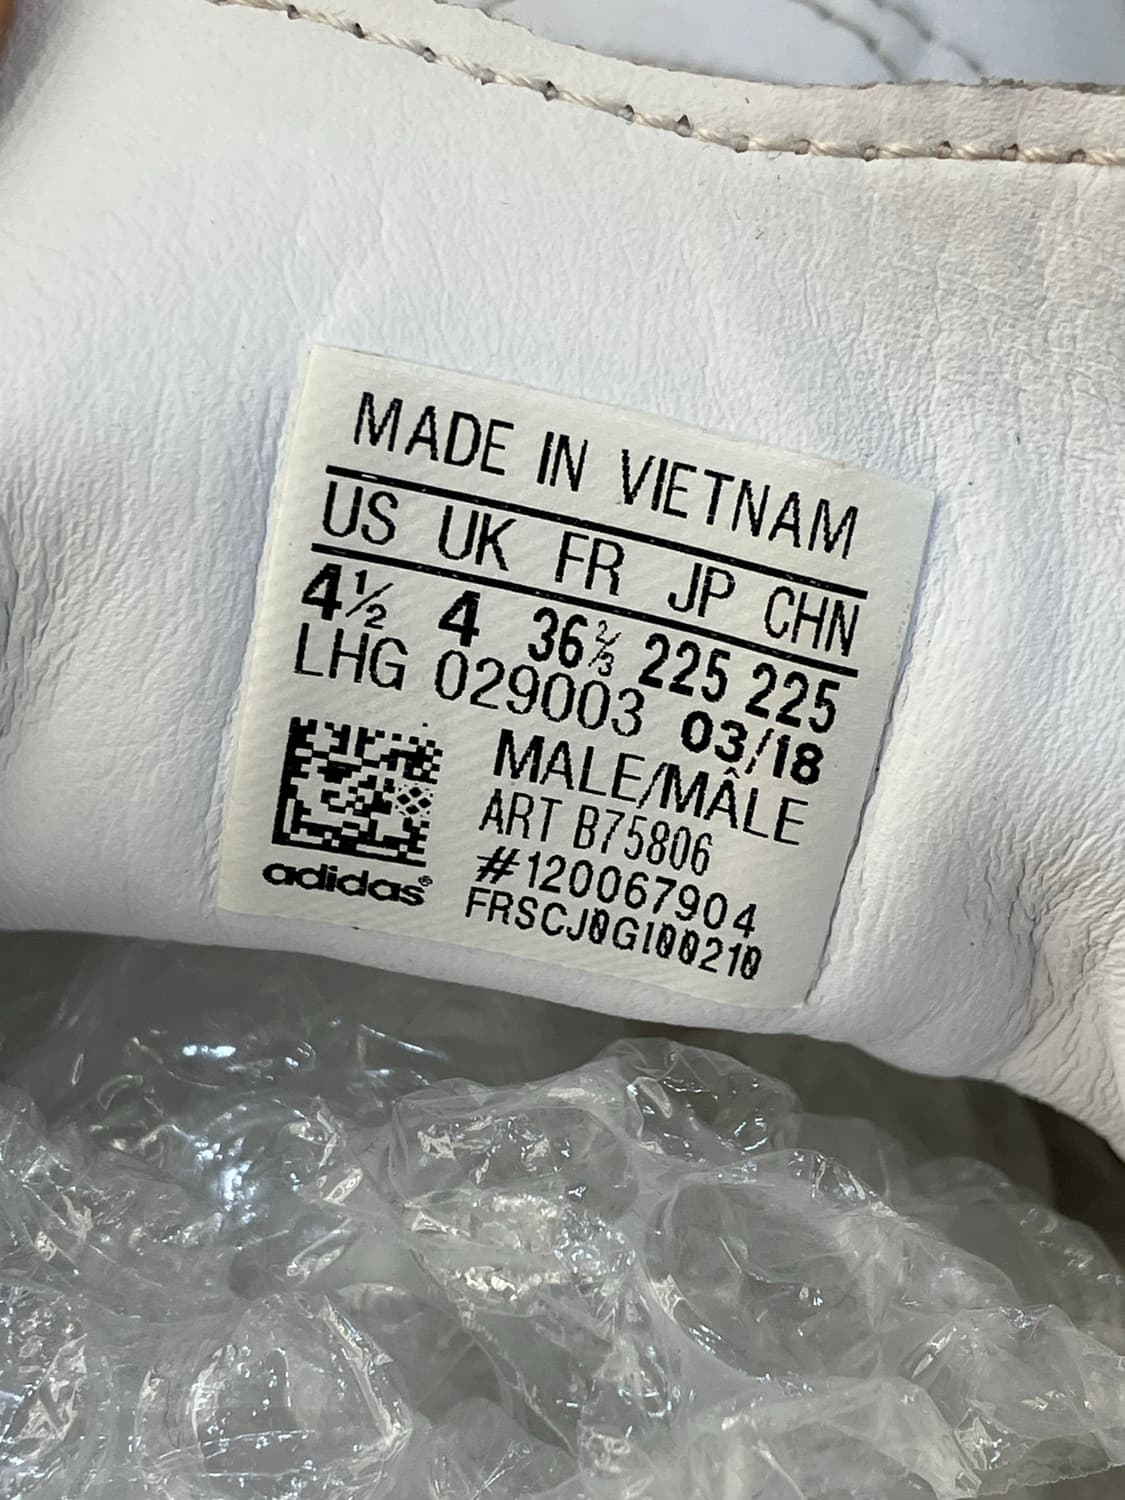 MADE IN VIETNAM
US UK FR JP CHN
4½ 4 36⅔ 225 225
LHG 029003 03/18
MALE/MÂLE
ART B75806
#120067904
FRSCJ0GI00210
adidas®